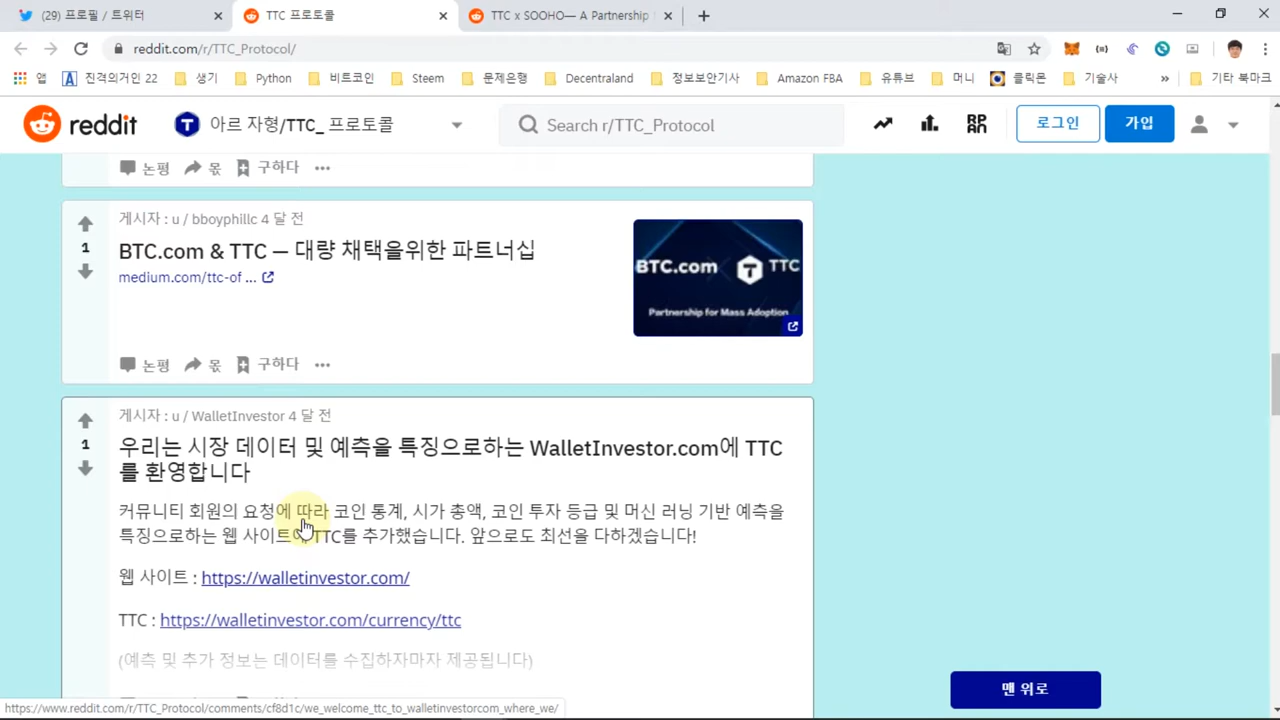 (29) 프로필 / 트위터
TTC 프로토콜
TTC x SOOHO— A Partnership
reddit.com/r/TTC_Protocol/
앱
진격의거인 22
생기
Python
비트코인
Steem
문제은행
Decentraland
정보보안기사
Amazon FBA
유튜브
머니
클릭몬
기술사
»
기타 북마크
reddit
아르 자형/TTC_ 프로토콜
Search r/TTC_Protocol
로그인
가입
논평 몫 구하다
게시자 : u / bboyphillc 4 달 전
1
BTC.com & TTC — 대량 채택을위한 파트너십
medium.com/ttc-of ...
BTC.com TTC
Partnership for Mass Adoption
논평 몫 구하다
게시자 : u / WalletInvestor 4 달 전
1
우리는 시장 데이터 및 예측을 특징으로하는 WalletInvestor.com에 TTC
를 환영합니다
커뮤니티 회원의 요청에 따라 코인 통계, 시가 총액, 코인 투자 등급 및 머신 러닝 기반 예측을
특징으로하는 웹 사이트에 TTC를 추가했습니다. 앞으로도 최선을 다하겠습니다!
웹 사이트 : https://walletinvestor.com/
TTC : https://walletinvestor.com/currency/ttc
(예측 및 추가 정보는 데이터를 수집하자마자 제공됩니다)
맨 위로
https://www.reddit.com/r/TTC_Protocol/comments/cf8d1c/we_welcome_ttc_to_walletinvestorcom_where_we/